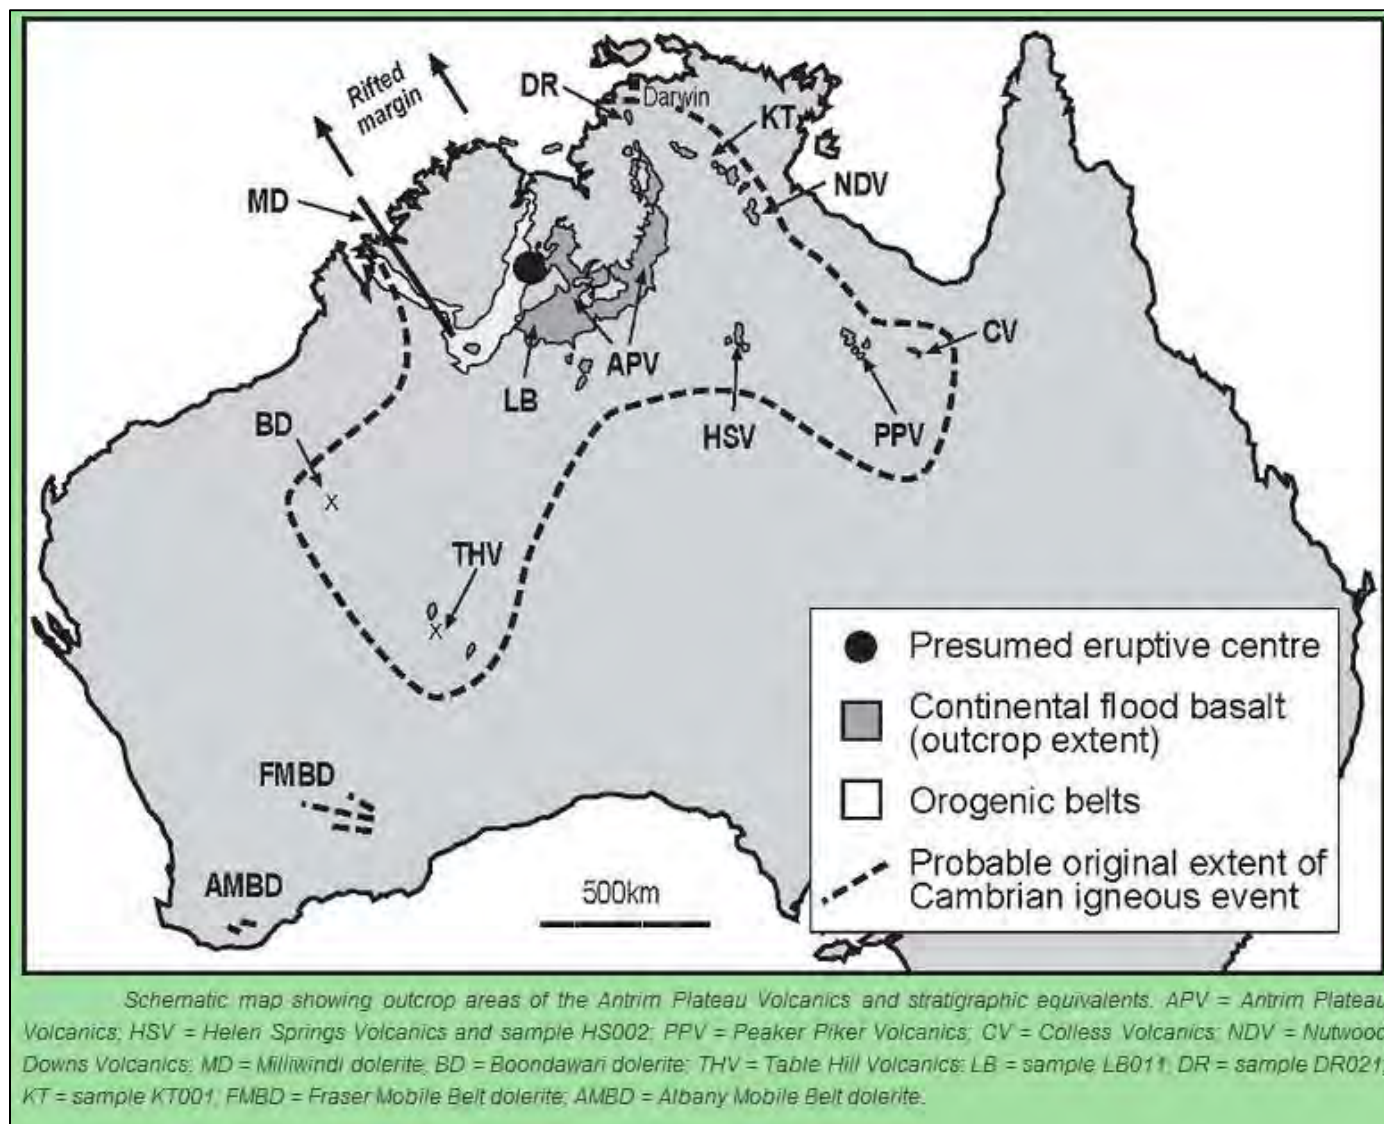 Rifted
margin
DR
Darwin
KT
MD
NDV
CV
APV
LB
BD
HSV
PPV
X
THV
X
Presumed eruptive centre
Continental flood basalt
(outcrop extent)
Orogenic belts
Probable original extent of
Cambrian igneous event
FMBD
AMBD
500km
Schematic map showing outcrop areas of the Antrim Plateau Volcanics and stratigraphic equivalents. APV = Antrim Plateau
Volcanics; HSV = Helen Springs Volcanics and sample HS002; PPV = Peaker Piker Volcanics; CV = Colless Volcanics; NDV = Nutwood
Downs Volcanics; MD = Milliwindi dolerite; BD = Boondawari dolerite; THV = Table Hill Volcanics; LB = sample LB011; DR = sample DR021;
KT = sample KT001; FMBD = Fraser Mobile Belt dolerite; AMBD = Albany Mobile Belt dolerite.